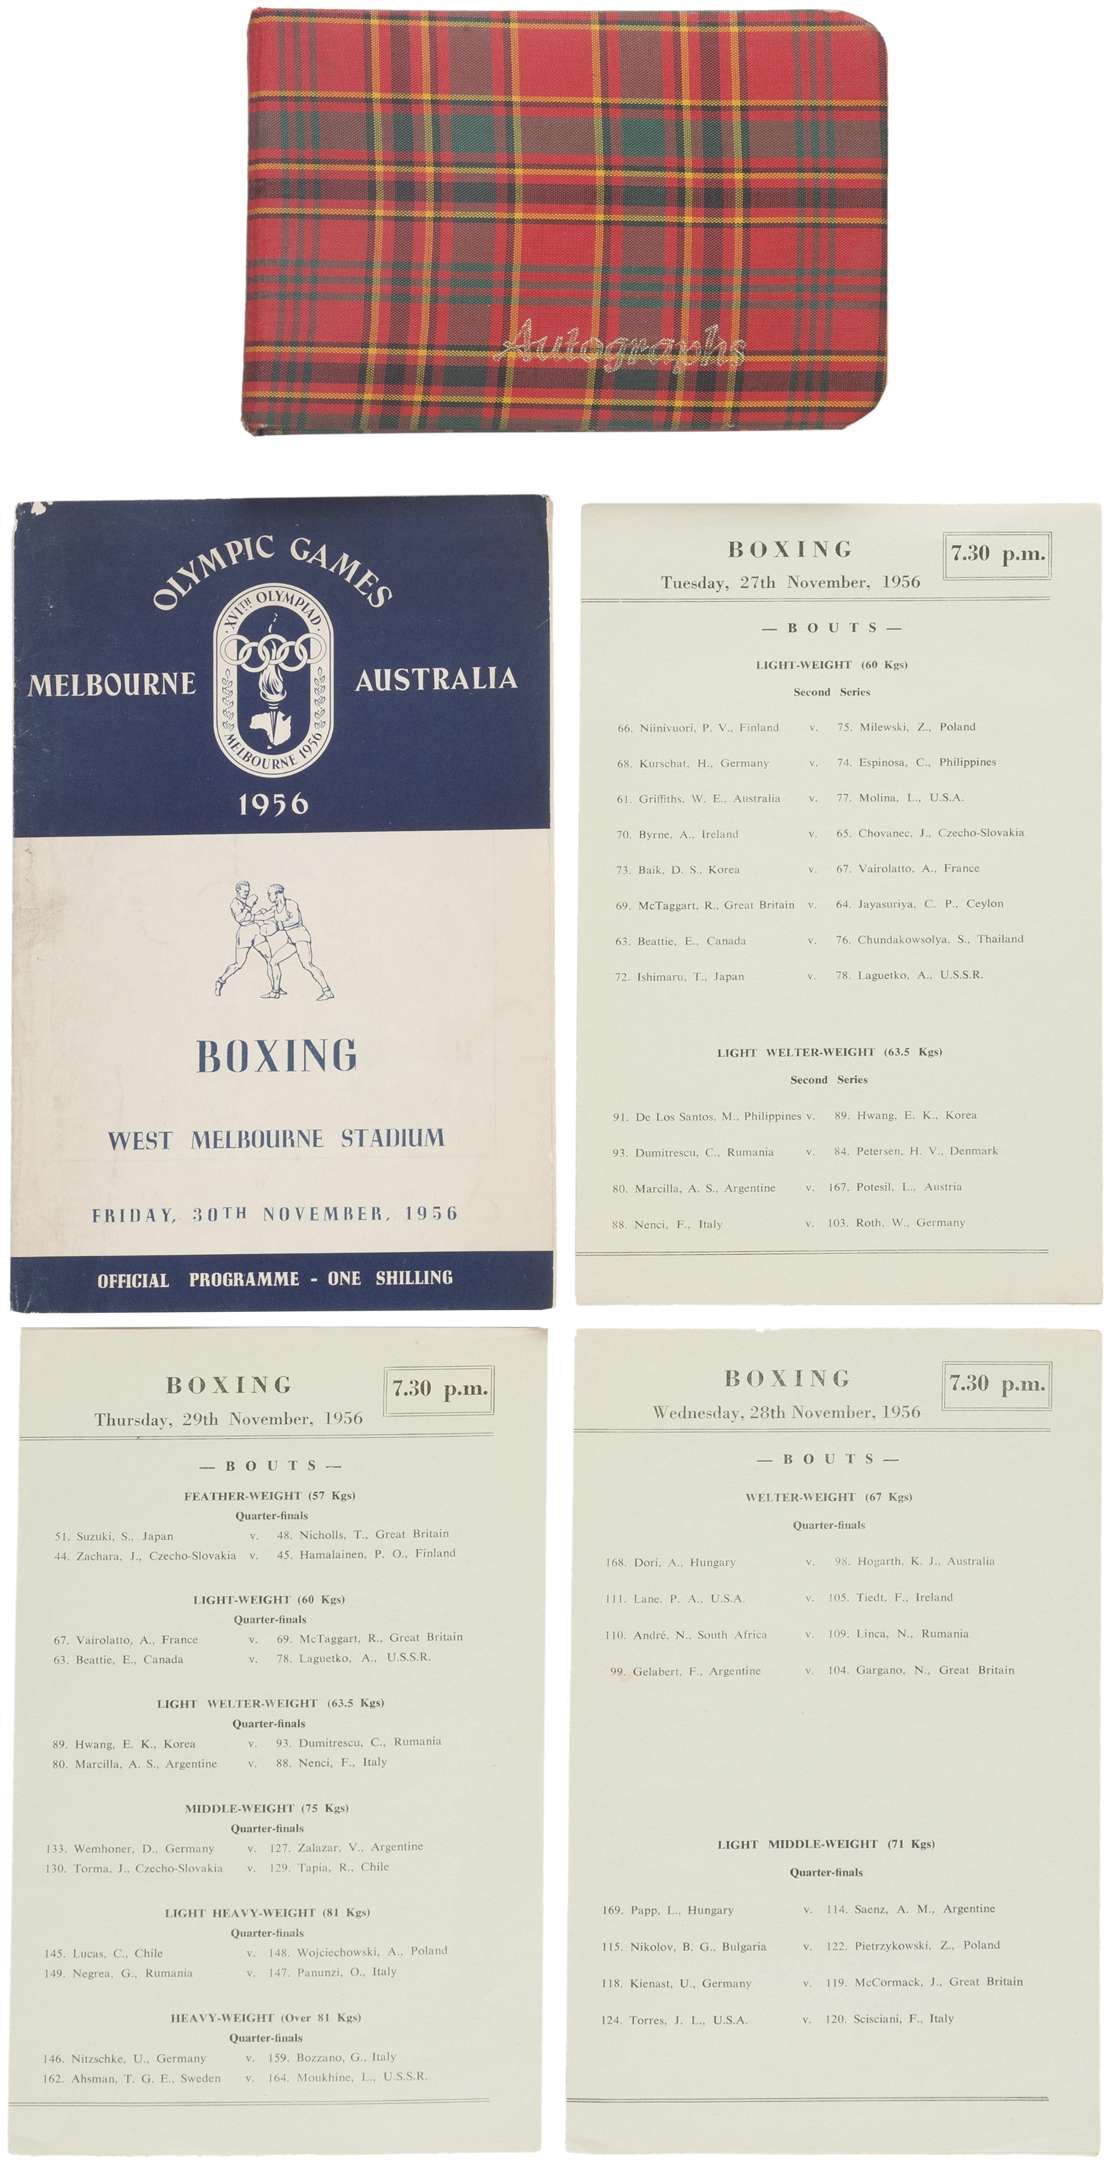 Autographs
OLYMPIC GAMES
XVITH OLYMPIAD
MELBOURNE AUSTRALIA
MELBOURNE 1956
1956
BOXING
WEST MELBOURNE STADIUM
FRIDAY, 30TH NOVEMBER, 1956
OFFICIAL PROGRAMME - ONE SHILLING
BOXING
7.30 p.m.
Tuesday, 27th November, 1956
— BOUTS —
LIGHT-WEIGHT (60 Kgs)
Second Series
66. Niinivuori, P. V., Finland v. 75. Milewski, Z., Poland
68. Kurschat, H., Germany v. 74. Espinosa, C., Philippines
61. Griffiths, W. E., Australia v. 77. Molina, L., U.S.A.
70. Byrne, A., Ireland v. 65. Chovanec, J., Czecho-Slovakia
73. Baik, D. S., Korea v. 67. Vairolatto, A., France
69. McTaggart, R., Great Britain v. 64. Jayasuriya, C. P., Ceylon
63. Beattie, E., Canada v. 76. Chundakowsolya, S., Thailand
72. Ishimaru, T., Japan v. 78. Laguetko, A., U.S.S.R.
LIGHT WELTER-WEIGHT (63.5 Kgs)
Second Series
91. De Los Santos, M., Philippines v. 89. Hwang, E. K., Korea
93. Dumitrescu, C., Rumania v. 84. Petersen, H. V., Denmark
80. Marcilla, A. S., Argentine v. 167. Potesil, L., Austria
88. Nenci, F., Italy v. 103. Roth, W., Germany
BOXING
7.30 p.m.
Thursday, 29th November, 1956
— BOUTS —
FEATHER-WEIGHT (57 Kgs)
Quarter-finals
51. Suzuki, S., Japan v. 48. Nicholls, T., Great Britain
44. Zachara, J., Czecho-Slovakia v. 45. Hamalainen, P. O., Finland
LIGHT-WEIGHT (60 Kgs)
Quarter-finals
67. Vairolatto, A., France v. 69. McTaggart, R., Great Britain
63. Beattie, E., Canada v. 78. Laguetko, A., U.S.S.R.
LIGHT WELTER-WEIGHT (63.5 Kgs)
Quarter-finals
89. Hwang, E. K., Korea v. 93. Dumitrescu, C., Rumania
80. Marcilla, A. S., Argentine v. 88. Nenci, F., Italy
MIDDLE-WEIGHT (75 Kgs)
Quarter-finals
133. Wemhoner, D., Germany v. 127. Zalazar, V., Argentine
130. Torma, J., Czecho-Slovakia v. 129. Tapia, R., Chile
LIGHT HEAVY-WEIGHT (81 Kgs)
Quarter-finals
145. Lucas, C., Chile v. 148. Wojciechowski, A., Poland
149. Negrea, G., Rumania v. 147. Panunzi, O., Italy
HEAVY-WEIGHT (Over 81 Kgs)
Quarter-finals
146. Nitzschke, U., Germany v. 159. Bozzano, G., Italy
162. Ahsman, T. G. E., Sweden v. 164. Moukhine, L., U.S.S.R.
BOXING
7.30 p.m.
Wednesday, 28th November, 1956
— BOUTS —
WELTER-WEIGHT (67 Kgs)
Quarter-finals
168. Dori, A., Hungary v. 98. Hogarth, K. J., Australia
111. Lane, P. A., U.S.A. v. 105. Tiedt, F., Ireland
110. André, N., South Africa v. 109. Linca, N., Rumania
99. Gelabert, F., Argentine v. 104. Gargano, N., Great Britain
LIGHT MIDDLE-WEIGHT (71 Kgs)
Quarter-finals
169. Papp, L., Hungary v. 114. Saenz, A. M., Argentine
115. Nikolov, B. G., Bulgaria v. 122. Pietrzykowski, Z., Poland
118. Kienast, U., Germany v. 119. McCormack, J., Great Britain
124. Torres, J. L., U.S.A. v. 120. Scisciani, F., Italy